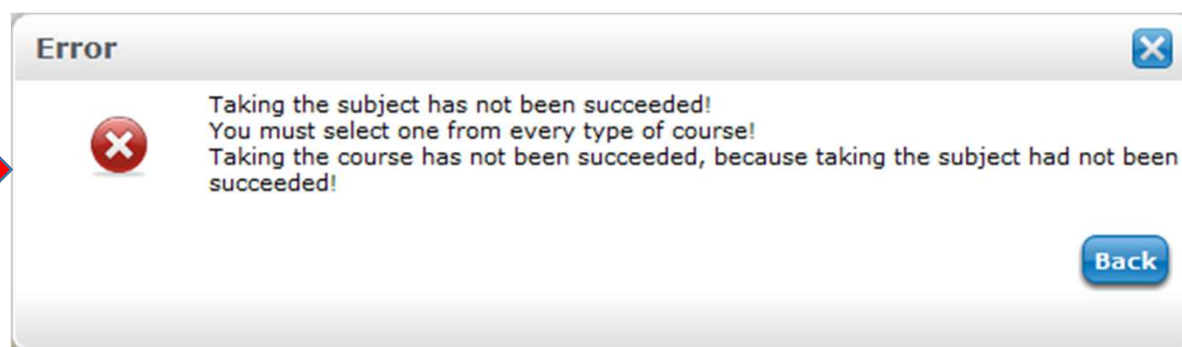 Error
Taking the subject has not been succeeded!
You must select one from every type of course!
Taking the course has not been succeeded, because taking the subject had not been
succeeded!
Back